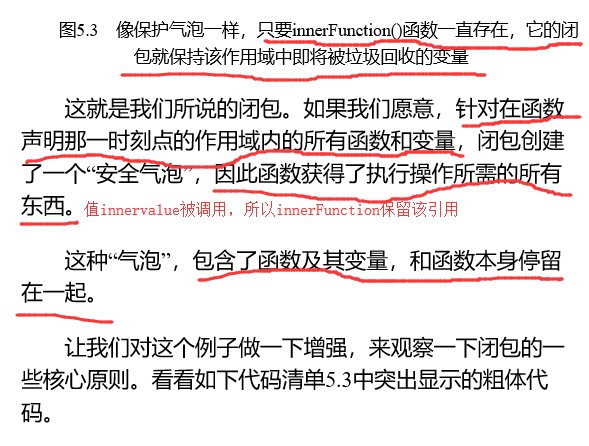 图5.3 像保护气泡一样，只要innerFunction()函数一直存在，它的闭
包就保持该作用域中即将被垃圾回收的变量
这就是我们所说的闭包。如果我们愿意，针对在函数
声明那一时刻点的作用域内的所有函数和变量，闭包创建
了一个“安全气泡”，因此函数获得了执行操作所需的所有
东西。值innervalue被调用，所以innerFunction保留该引用
这种“气泡”，包含了函数及其变量，和函数本身停留
在一起。
让我们对这个例子做一下增强，来观察一下闭包的一
些核心原则。看看如下代码清单5.3中突出显示的粗体代
码。